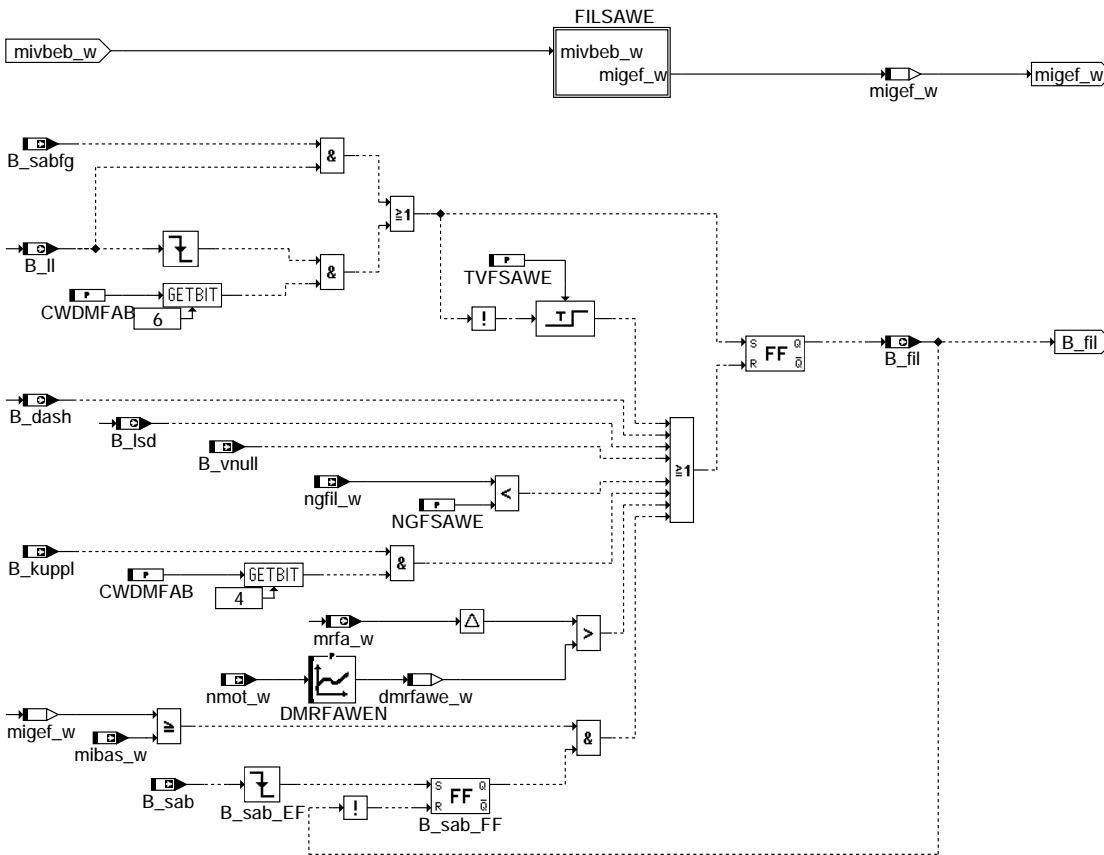 FILSAWE
mivbeb_w
mivbeb_w
migef_w
migef_w
migef_w
B_sabfg
&
≥1
B_ll
&
TVFSAWE
CWDMFAB
P
GETBIT
6
P
!
T
S Q
FF
R Q̅
B_fil
B_fil
B_dash
B_lsd
B_vnull
≥1
ngfil_w
<
P
NGFSAWE
B_kuppl
&
CWDMFAB
P
GETBIT
4
mrfa_w
Δ
>
P
nmot_w
DMRFAWEN
dmrfawe_w
migef_w
≥
mibas_w
&
B_sab
B_sab_EF
!
S Q
FF
R Q̅
B_sab_FF